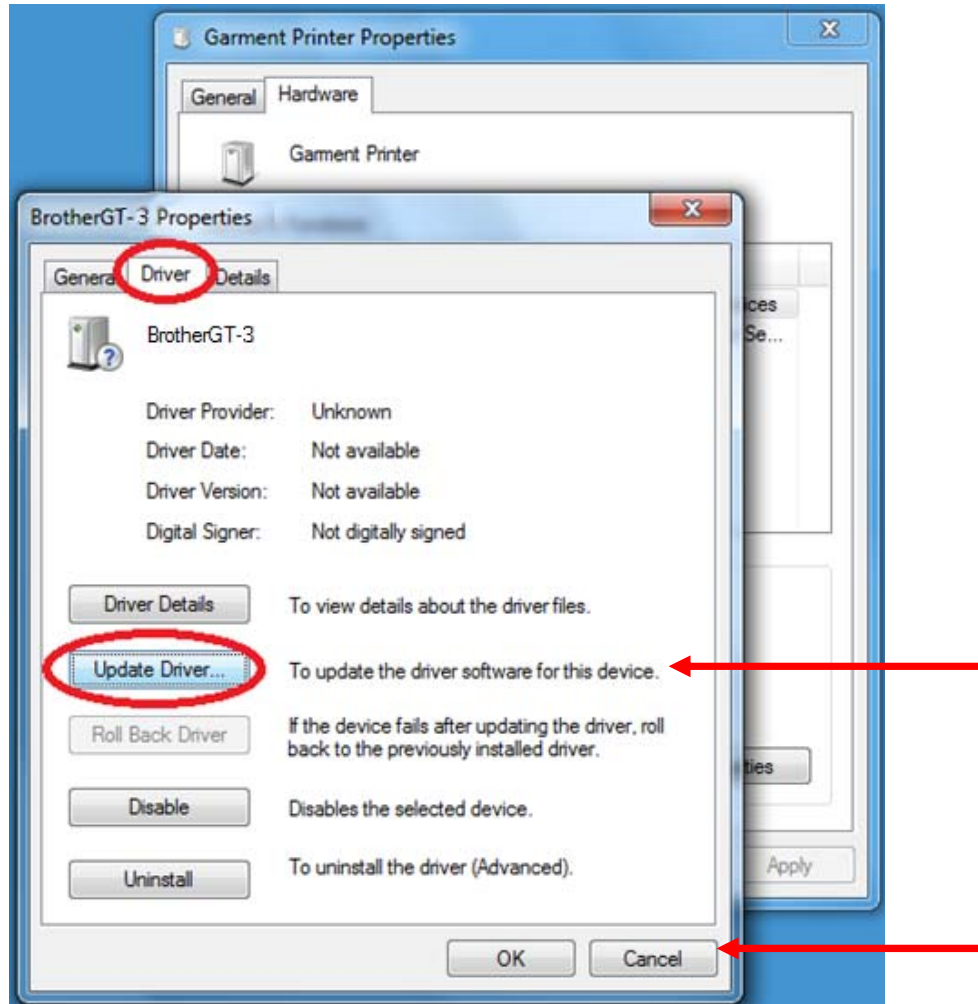 Garment Printer Properties
General Hardware
Garment Printer
BrotherGT-3 Properties
General Driver Details
ices
Se...
BrotherGT-3
Driver Provider: Unknown
Driver Date: Not available
Driver Version: Not available
Digital Signer: Not digitally signed
Driver Details To view details about the driver files.
Update Driver... To update the driver software for this device.
Roll Back Driver If the device fails after updating the driver, roll
back to the previously installed driver.
ties
Disable Disables the selected device.
Uninstall To uninstall the driver (Advanced).
Apply
OK Cancel